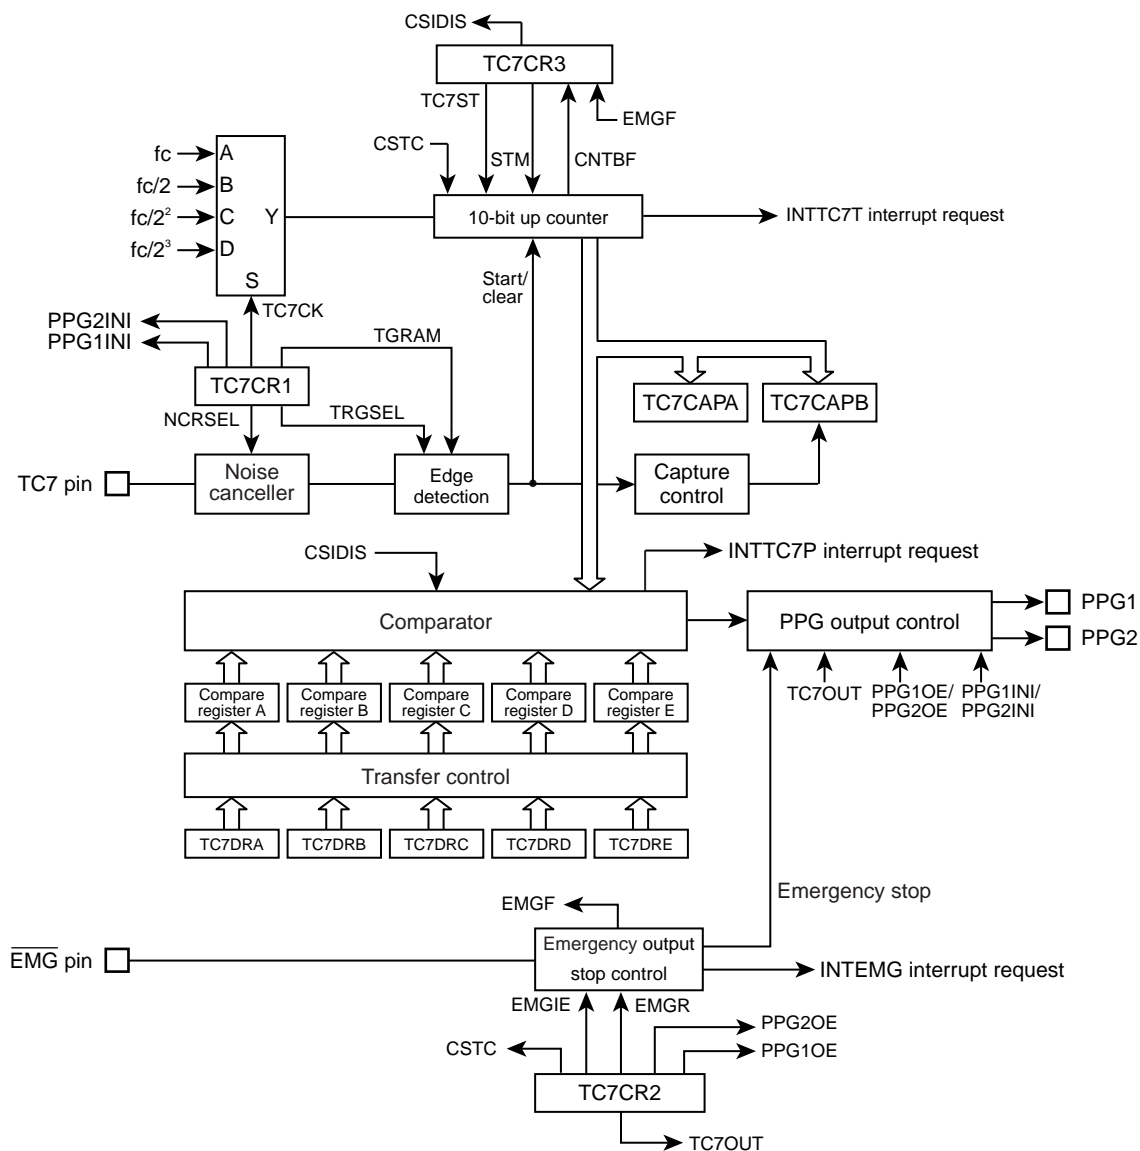 CSIDIS
TC7CR3
TC7ST
EMGF
CSTC
STM
CNTBF
fc
A
fc/2
B
fc/2²
C
Y
fc/2³
D
S
10-bit up counter
INTTC7T interrupt request
Start/
clear
TC7CK
PPG2INI
PPG1INI
TGRAM
TC7CR1
TC7CAPA
TC7CAPB
NCRSEL
TRGSEL
TC7 pin
Noise
canceller
Edge
detection
Capture
control
CSIDIS
INTTC7P interrupt request
Comparator
PPG output control
PPG1
PPG2
TC7OUT
PPG1OE/
PPG2OE
PPG1INI/
PPG2INI
Compare
register A
Compare
register B
Compare
register C
Compare
register D
Compare
register E
Transfer control
TC7DRA
TC7DRB
TC7DRC
TC7DRD
TC7DRE
Emergency stop
EMGF
EMG pin
Emergency output
stop control
INTEMG interrupt request
EMGIE
EMGR
PPG2OE
CSTC
PPG1OE
TC7CR2
TC7OUT